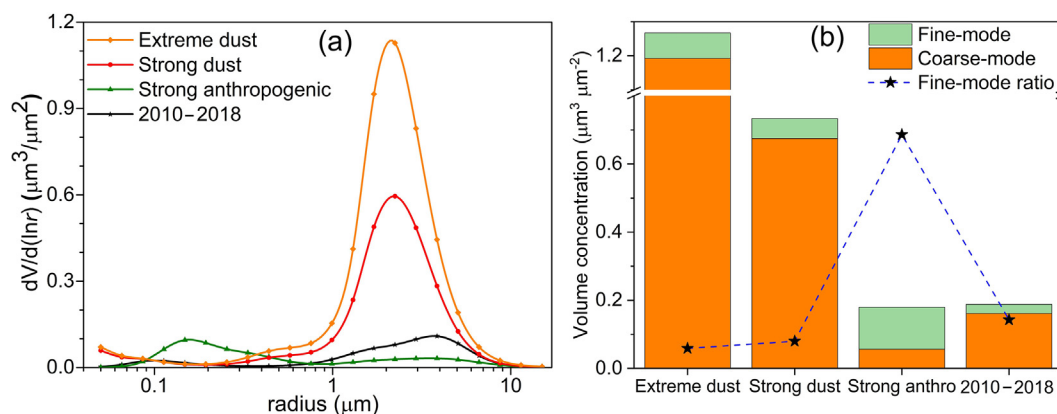 (a)
Extreme dust
Strong dust
Strong anthropogenic
2010–2018
dV/d(lnr) (μm³/μm²)
1.2
0.9
0.6
0.3
0.0
0.1
1
10
radius (μm)
(b)
Fine-mode
Coarse-mode
Fine-mode ratio
Volume concentration (μm³ μm⁻²)
1.2
0.6
0.4
0.2
0.0
Extreme dust
Strong dust
Strong anthro
2010–2018